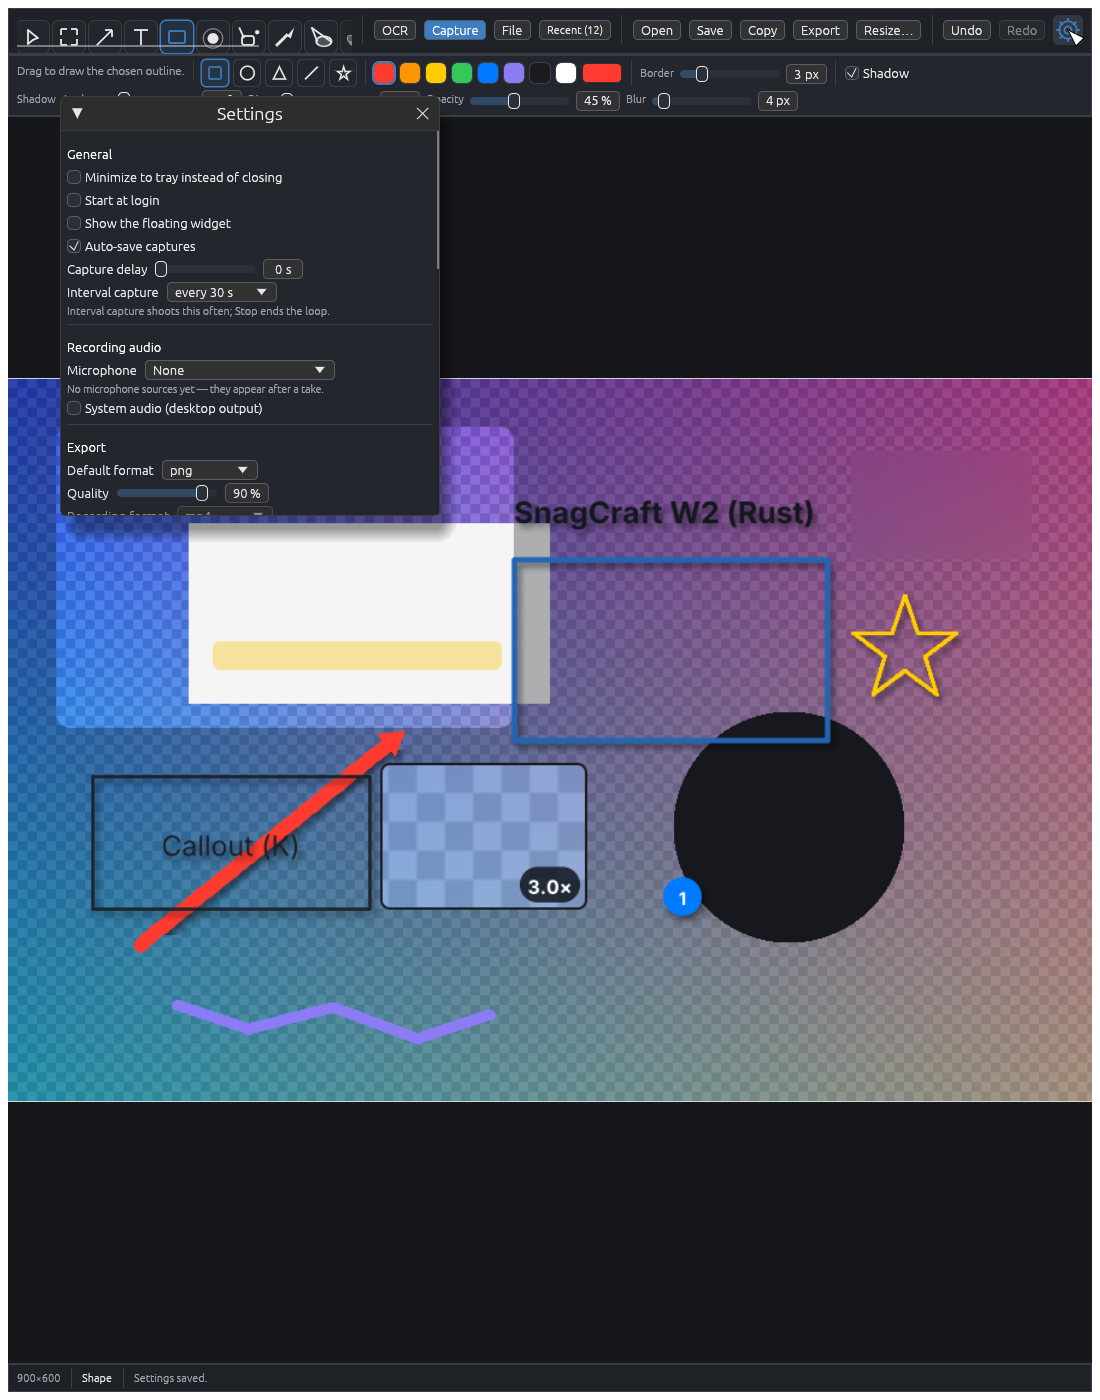 T
OCR
Capture
File
Recent (12)
Open
Save
Copy
Export
Resize…
Undo
Redo
Drag to draw the chosen outline.
Border
3 px
Shadow
Shadow
45 %
Blur
4 px
Settings
General
Minimize to tray instead of closing
Start at login
Show the floating widget
Auto-save captures
Capture delay
0 s
Interval capture
every 30 s
Interval capture shoots this often; Stop ends the loop.
Recording audio
Microphone
None
No microphone sources yet — they appear after a take.
System audio (desktop output)
Export
Default format
png
Quality
90 %
SnagCraft W2 (Rust)
Callout (K)
3.0×
1
900×600
Shape
Settings saved.